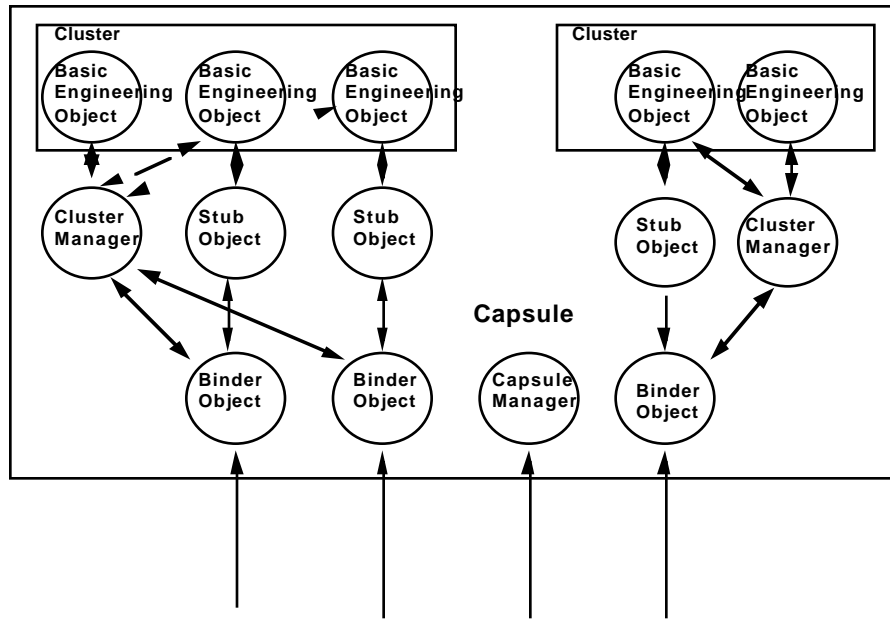 Cluster
Basic
Engineering
Object
Basic
Engineering
Object
Basic
Engineering
Object
Cluster
Basic
Engineering
Object
Basic
Engineering
Object
Cluster
Manager
Stub
Object
Stub
Object
Stub
Object
Cluster
Manager
Capsule
Binder
Object
Binder
Object
Capsule
Manager
Binder
Object